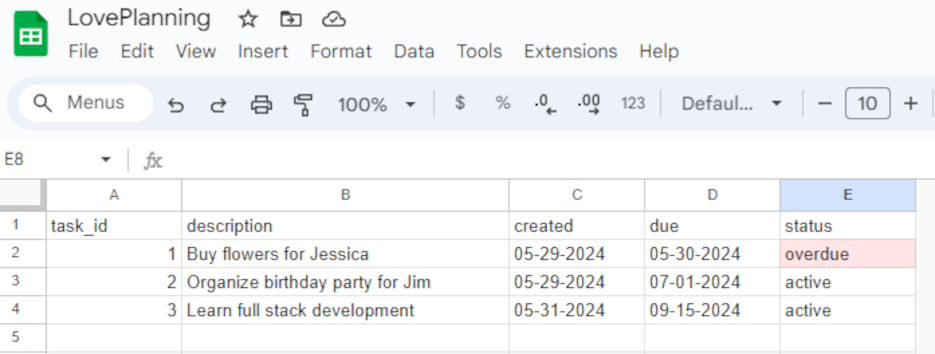 LovePlanning
File Edit View Insert Format Data Tools Extensions Help
Menus 100% $ % .0 .00 123 Defaul... − 10 +
E8 fx
A B C D E
1 task_id description created due status
2 1 Buy flowers for Jessica 05-29-2024 05-30-2024 overdue
3 2 Organize birthday party for Jim 05-29-2024 07-01-2024 active
4 3 Learn full stack development 05-31-2024 09-15-2024 active
5